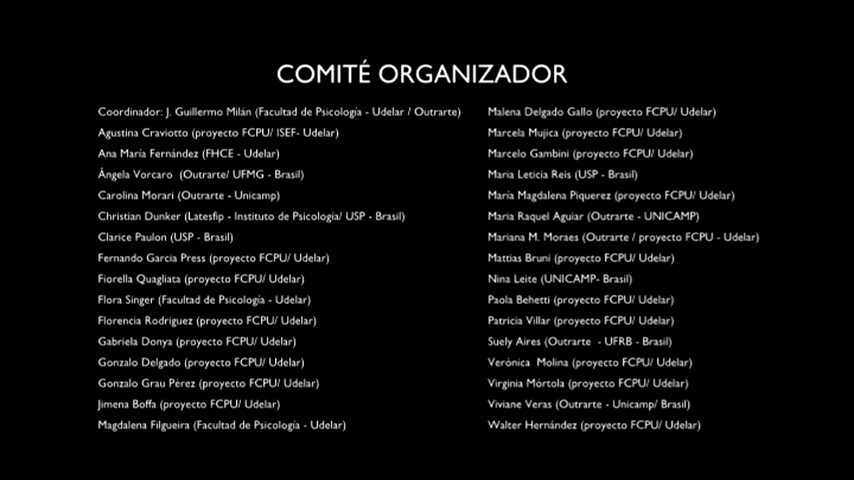 COMITÉ ORGANIZADOR
Coordinador: J. Guillermo Milán (Facultad de Psicología - Udelar / Outrarte)
Agustina Craviotto (proyecto FCPU/ ISEF- Udelar)
Ana María Fernández (FHCE - Udelar)
Ângela Vorcaro  (Outrarte/ UFMG - Brasil)
Carolina Morari (Outrarte - Unicamp)
Christian Dunker (Latesfip - Instituto de Psicología/ USP - Brasil)
Clarice Paulon (USP - Brasil)
Fernando Garcia Press (proyecto FCPU/ Udelar)
Fiorella Quagliata (proyecto FCPU/ Udelar)
Flora Singer (Facultad de Psicología - Udelar)
Florencia Rodriguez (proyecto FCPU/ Udelar)
Gabriela Donya (proyecto FCPU/ Udelar)
Gonzalo Delgado (proyecto FCPU/ Udelar)
Gonzalo Grau Pérez (proyecto FCPU/ Udelar)
Jimena Boffa (proyecto FCPU/ Udelar)
Magdalena Filgueira (Facultad de Psicología - Udelar)
Malena Delgado Gallo (proyecto FCPU/ Udelar)
Marcela Mujica (proyecto FCPU/ Udelar)
Marcelo Gambini (proyecto FCPU/ Udelar)
Maria Leticia Reis (USP - Brasil)
María Magdalena Piquerez (proyecto FCPU/ Udelar)
Maria Raquel Aguiar (Outrarte - UNICAMP)
Mariana M. Moraes (Outrarte / proyecto FCPU - Udelar)
Mattias Bruni (proyecto FCPU/ Udelar)
Nina Leite (UNICAMP- Brasil)
Paola Behetti (proyecto FCPU/ Udelar)
Patricia Villar (proyecto FCPU/ Udelar)
Suely Aires (Outrarte  - UFRB - Brasil)
Verónica  Molina (proyecto FCPU/ Udelar)
Virginia Mórtola (proyecto FCPU/ Udelar)
Viviane Veras (Outrarte - Unicamp/ Brasil)
Walter Hernández (proyecto FCPU/ Udelar)